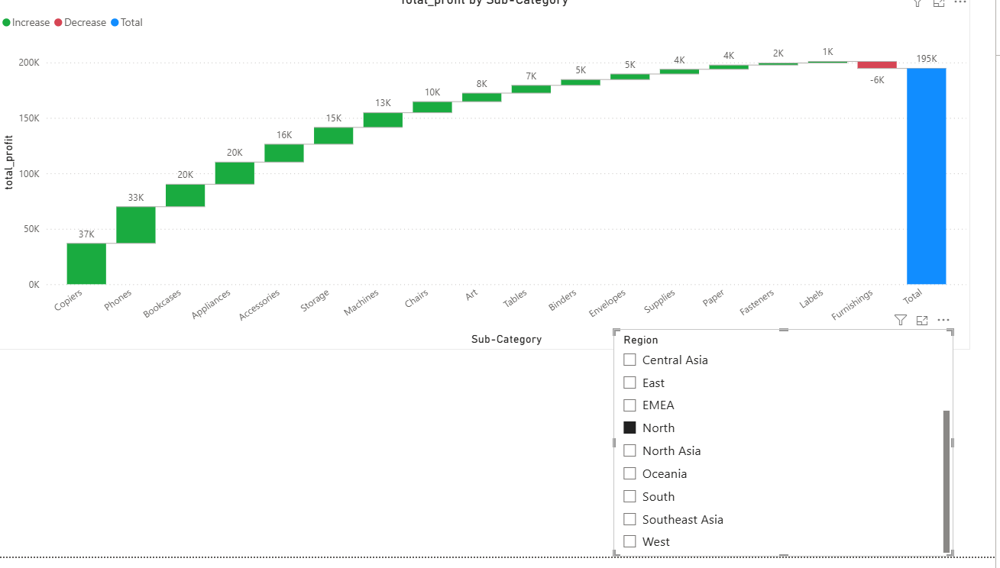 Total_profit by Sub-Category
Increase Decrease Total
200K
150K
100K
50K
0K
total_profit
37K
33K
20K
20K
16K
15K
13K
10K
8K
7K
5K
5K
4K
4K
2K
1K
-6K
195K
Copiers
Phones
Bookcases
Appliances
Accessories
Storage
Machines
Chairs
Art
Tables
Binders
Envelopes
Supplies
Paper
Fasteners
Labels
Furnishings
Total
Sub-Category
Region
Central Asia
East
EMEA
North
North Asia
Oceania
South
Southeast Asia
West